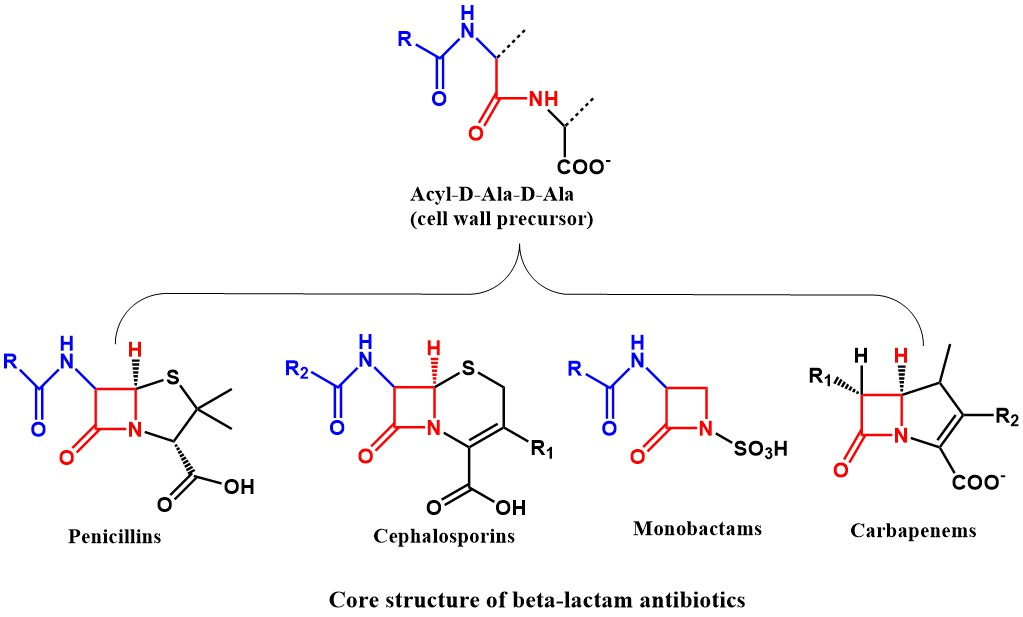 H
N
R
O
NH
O
COO-
Acyl-D-Ala-D-Ala
(cell wall precursor)
H
N
R
H
S
O
N
O
OH
O
Penicillins
H
N
R2
H
S
O
N
O
R1
O
OH
Cephalosporins
H
N
R
O
N
O
SO3H
Monobactams
H
H
R1
R2
N
O
COO-
Carbapenems
Core structure of beta-lactam antibiotics